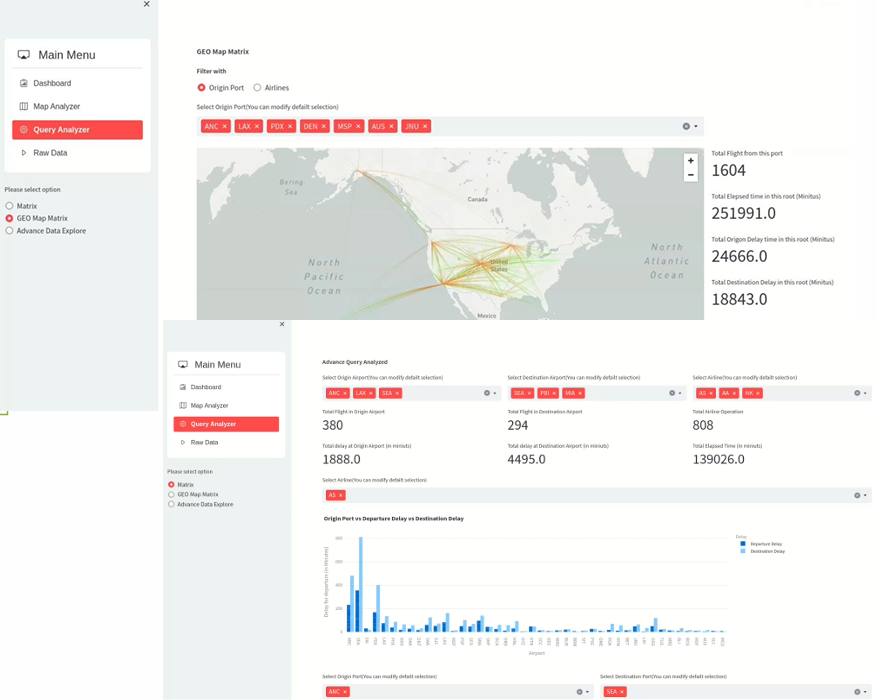 ×
Main Menu
Dashboard
Map Analyzer
Query Analyzer
Raw Data
Please select option
Matrix
GEO Map Matrix
Advance Data Explore
GEO Map Matrix
Filter with
Origin Port Airlines
Select Origin Port(You can modify defailt selection)
ANC × LAX × PDX × DEN × MSP × AUS × JNU ×
+
−
Bering
Sea
Canada
North
Pacific
Ocean
United
States
North
Atlantic
Ocean
Mexico
Total Flight from this port
1604
Total Elepsed time in this root (Minitus)
251991.0
Total Origon Delay time in this root (Minitus)
24666.0
Total Destination Delay in this root (Minitus)
18843.0
×
Main Menu
Dashboard
Map Analyzer
Query Analyzer
Raw Data
Please select option
Matrix
GEO Map Matrix
Advance Data Explore
Advance Query Analyzed
Select Origin Airport(You can modify defailt selection)
ANC × LAX × SEA ×
Select Destination Airport(You can modify defailt selection)
SEA × PBI × MIA ×
Select Airline(You can modify defailt selection)
AS × AA × NK ×
Total Flight in Origin Airport
380
Total Flight in Destination Airport
294
Total Airline Operation
808
Total delay at Origin Airport (in miniuts)
1888.0
Total delay at Destination Airport (in miniuts)
4495.0
Total Elapsed Time (in Miniuts)
139026.0
Select Airline(You can modify defailt selection)
AS ×
Origin Port vs Departure Delay vs Destination Delay
Delay
Departure Delay
Destination Delay
Delay for departure (in Minutes)
800
600
400
200
0
Airport
Select Origin Port(You can modify defailt selection)
ANC ×
Select Destination Port(You can modify defailt selection)
SEA ×